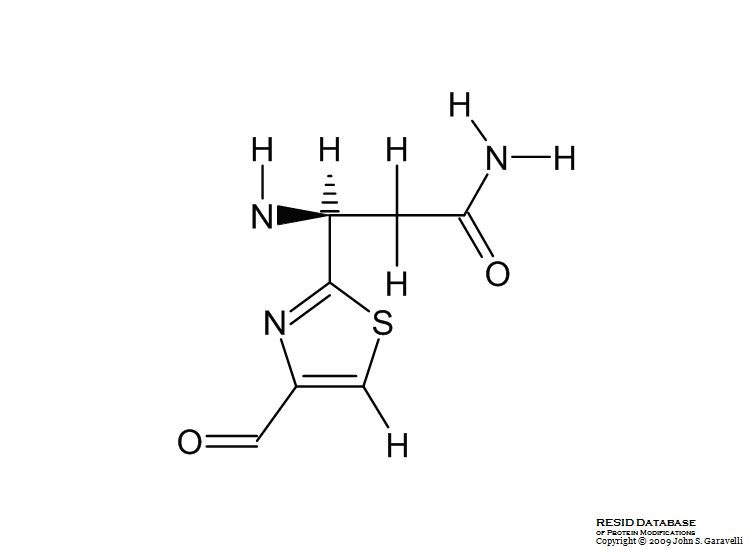 H
H H H
N H
N
O
H
N S
O H
RESID DATABASE
OF PROTEIN MODIFICATIONS
Copyright © 2009 John S. Garavelli